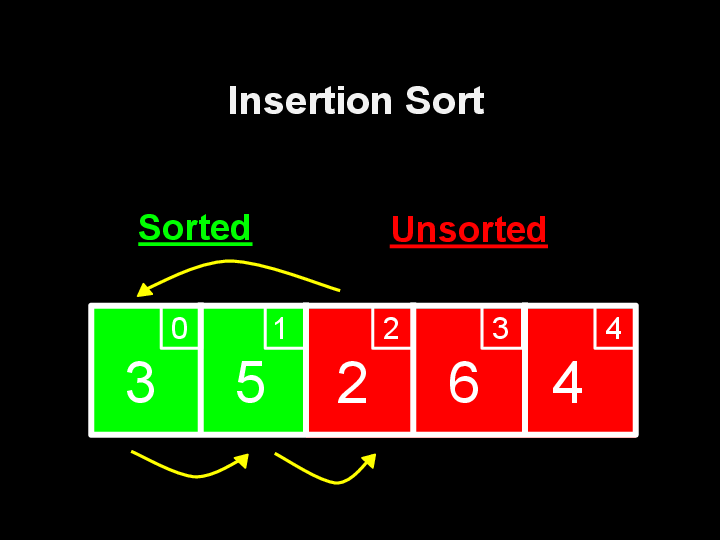 Insertion Sort
Sorted Unsorted
0 1 2 3 4
3 5 2 6 4